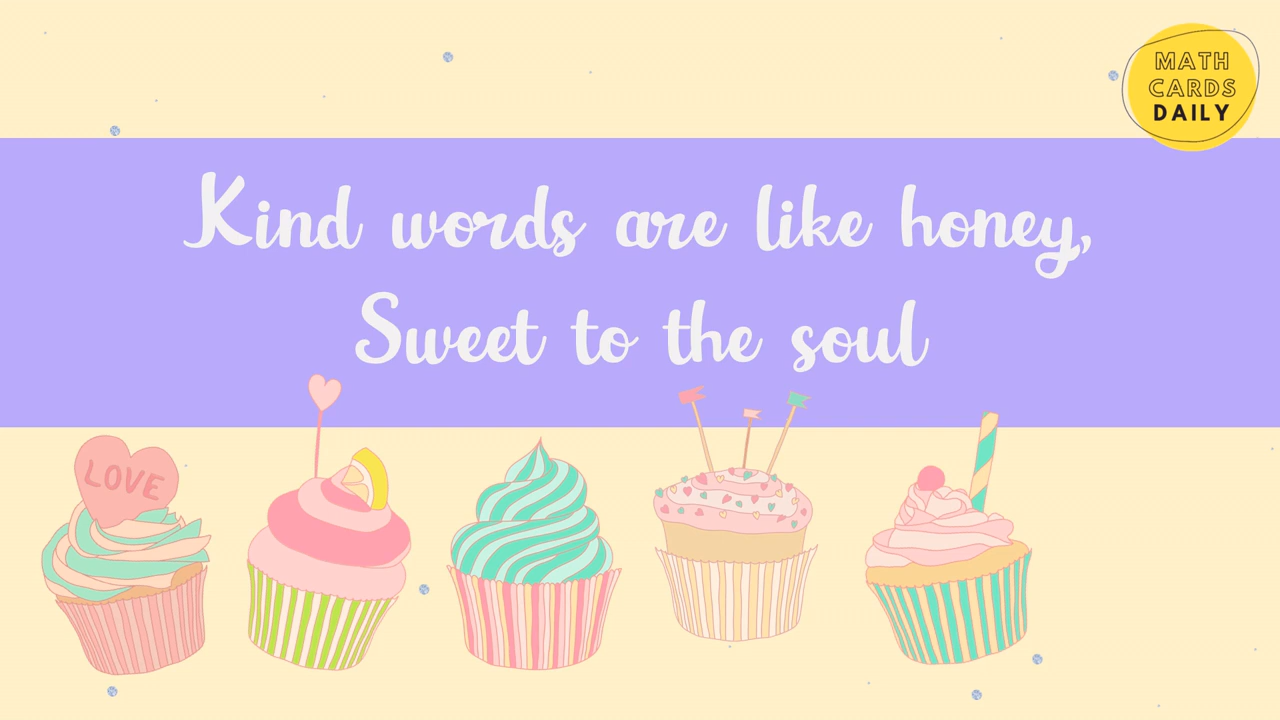 MATH
CARDS
DAILY
Kind words are like honey,
Sweet to the soul
LOVE